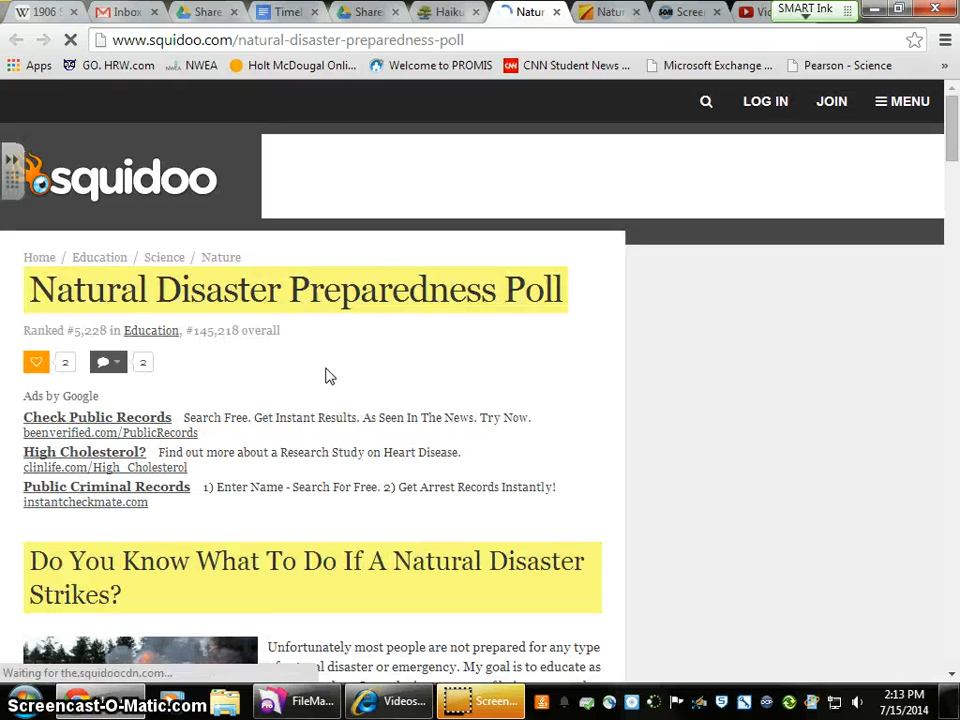 1906 S
Inbox
Share
Timel
Share
Haiku
Natur
Natur
Scree
Vic
SMART Ink
www.squidoo.com/natural-disaster-preparedness-poll
Apps GO. HRW.com NWEA Holt McDougal Onli... Welcome to PROMIS CNN Student News ... Microsoft Exchange ... Pearson - Science »
LOG IN JOIN MENU
squidoo
Home / Education / Science / Nature
Natural Disaster Preparedness Poll
Ranked #5,228 in Education, #145,218 overall
2 2
Ads by Google
Check Public Records Search Free. Get Instant Results. As Seen In The News. Try Now.
beenverified.com/PublicRecords
High Cholesterol? Find out more about a Research Study on Heart Disease.
clinlife.com/High_Cholesterol
Public Criminal Records 1) Enter Name - Search For Free. 2) Get Arrest Records Instantly!
instantcheckmate.com
Do You Know What To Do If A Natural Disaster
Strikes?
Unfortunately most people are not prepared for any type
disaster or emergency. My goal is to educate as
Waiting for the.squidoocdn.com...
FileMa... Videos... Screen...
2:13 PM
7/15/2014
Screencast-O-Matic.com